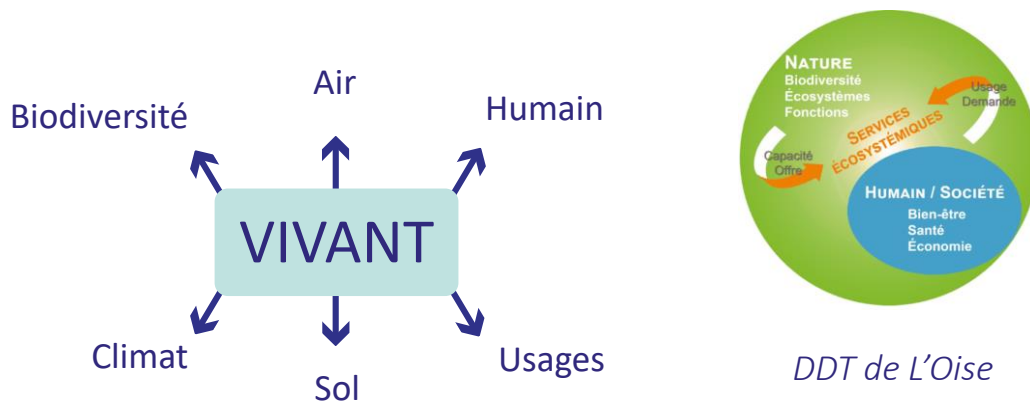 Biodiversité
Air
Humain
VIVANT
Climat
Sol
Usages
NATURE
Biodiversité
Écosystèmes
Fonctions
Usage
Demande
SERVICES
ÉCOSYSTÉMIQUES
Capacité
Offre
HUMAIN / SOCIÉTÉ
Bien-être
Santé
Économie
DDT de L'Oise